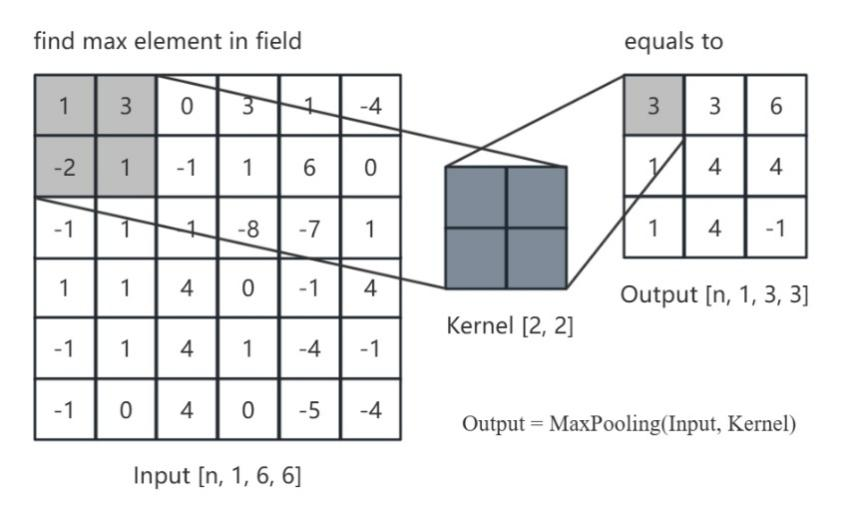 find max element in field
equals to
1 3 0 3 1 -4
-2 1 -1 1 6 0
-1 1 -1 -8 -7 1
1 1 4 0 -1 4
-1 1 4 1 -4 -1
-1 0 4 0 -5 -4
3 3 6
1 4 4
1 4 -1
Kernel [2, 2]
Output [n, 1, 3, 3]
Output = MaxPooling(Input, Kernel)
Input [n, 1, 6, 6]